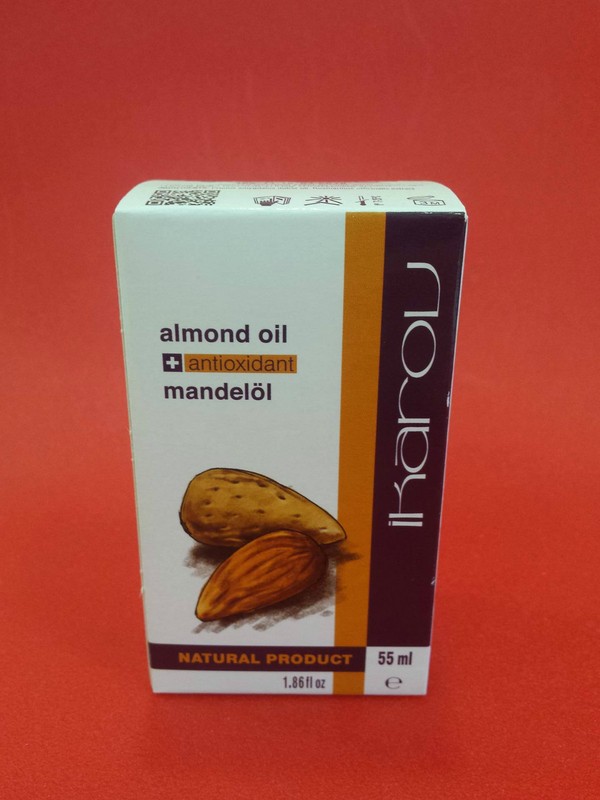 almond oil
+ antioxidant
mandelöl
ikarov
NATURAL PRODUCT
55 ml
1.86 fl oz
e